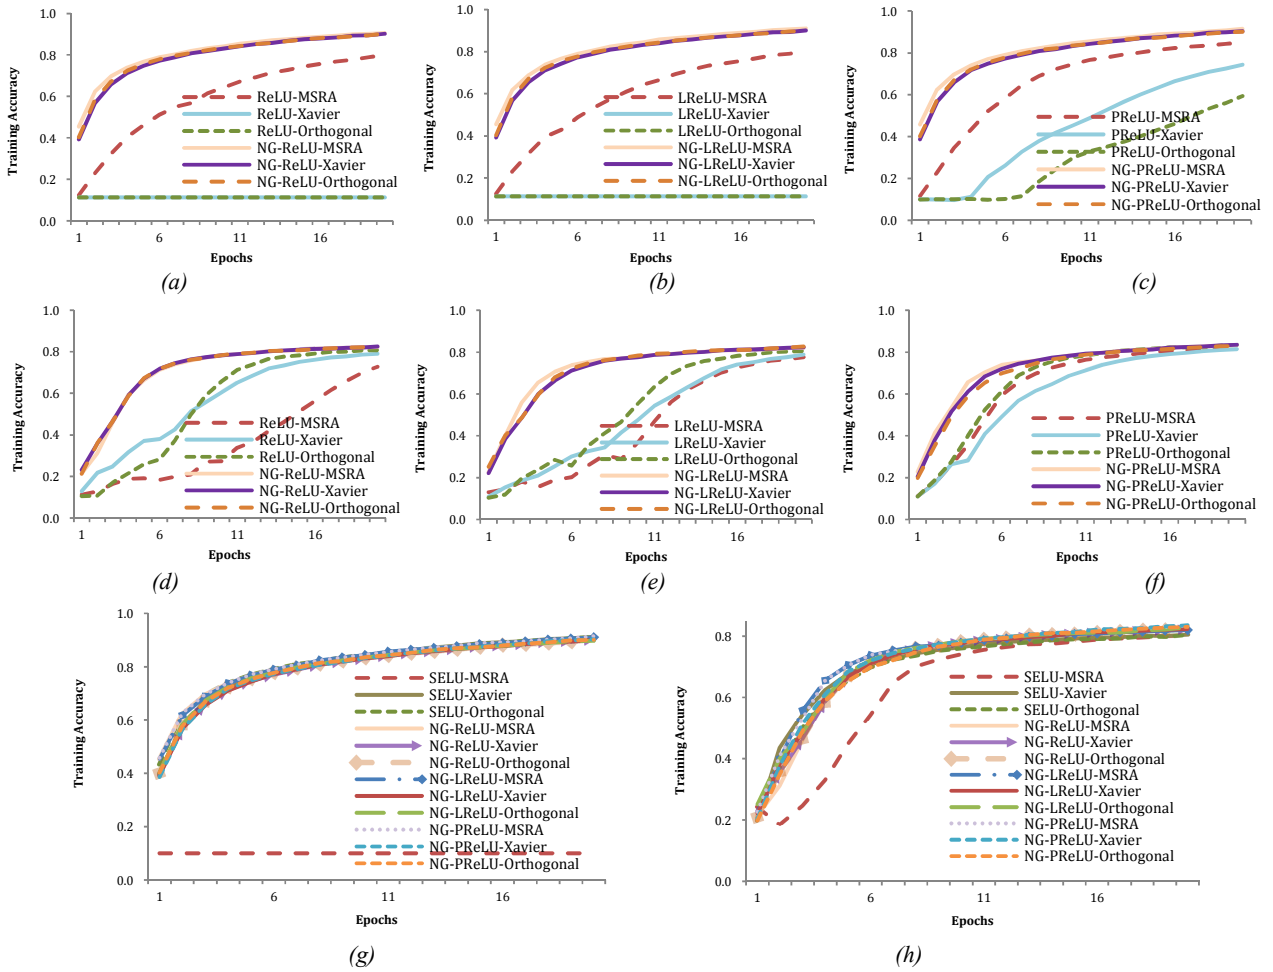 1.0
0.8
0.6
0.4
0.2
0.0
Training Accuracy
ReLU-MSRA
ReLU-Xavier
ReLU-Orthogonal
NG-ReLU-MSRA
NG-ReLU-Xavier
NG-ReLU-Orthogonal
1 6 11 16
Epochs
(a)
1.0
0.8
0.6
0.4
0.2
0.0
Training Accuracy
LReLU-MSRA
LReLU-Xavier
LReLU-Orthogonal
NG-LReLU-MSRA
NG-LReLU-Xavier
NG-LReLU-Orthogonal
1 6 11 16
Epochs
(b)
1.0
0.8
0.6
0.4
0.2
0.0
Training Accuracy
PReLU-MSRA
PReLU-Xavier
PReLU-Orthogonal
NG-PReLU-MSRA
NG-PReLU-Xavier
NG-PReLU-Orthogonal
1 6 11 16
Epochs
(c)
1.0
0.8
0.6
0.4
0.2
0.0
Training Accuracy
ReLU-MSRA
ReLU-Xavier
ReLU-Orthogonal
NG-ReLU-MSRA
NG-ReLU-Xavier
NG-ReLU-Orthogonal
1 6 11 16
Epochs
(d)
1.0
0.8
0.6
0.4
0.2
0.0
Training Accuracy
LReLU-MSRA
LReLU-Xavier
LReLU-Orthogonal
NG-LReLU-MSRA
NG-LReLU-Xavier
NG-LReLU-Orthogonal
1 6 11 16
Epochs
(e)
1.0
0.8
0.6
0.4
0.2
0.0
Training Accuracy
PReLU-MSRA
PReLU-Xavier
PReLU-Orthogonal
NG-PReLU-MSRA
NG-PReLU-Xavier
NG-PReLU-Orthogonal
1 6 11 16
Epochs
(f)
1.0
0.8
0.6
0.4
0.2
0.0
Training Accuracy
SELU-MSRA
SELU-Xavier
SELU-Orthogonal
NG-ReLU-MSRA
NG-ReLU-Xavier
NG-ReLU-Orthogonal
NG-LReLU-MSRA
NG-LReLU-Xavier
NG-LReLU-Orthogonal
NG-PReLU-MSRA
NG-PReLU-Xavier
NG-PReLU-Orthogonal
1 6 11 16
Epochs
(g)
0.8
0.6
0.4
0.2
0.0
Training Accuracy
SELU-MSRA
SELU-Xavier
SELU-Orthogonal
NG-ReLU-MSRA
NG-ReLU-Xavier
NG-ReLU-Orthogonal
NG-LReLU-MSRA
NG-LReLU-Xavier
NG-LReLU-Orthogonal
NG-PReLU-MSRA
NG-PReLU-Xavier
NG-PReLU-Orthogonal
1 6 11 16
Epochs
(h)